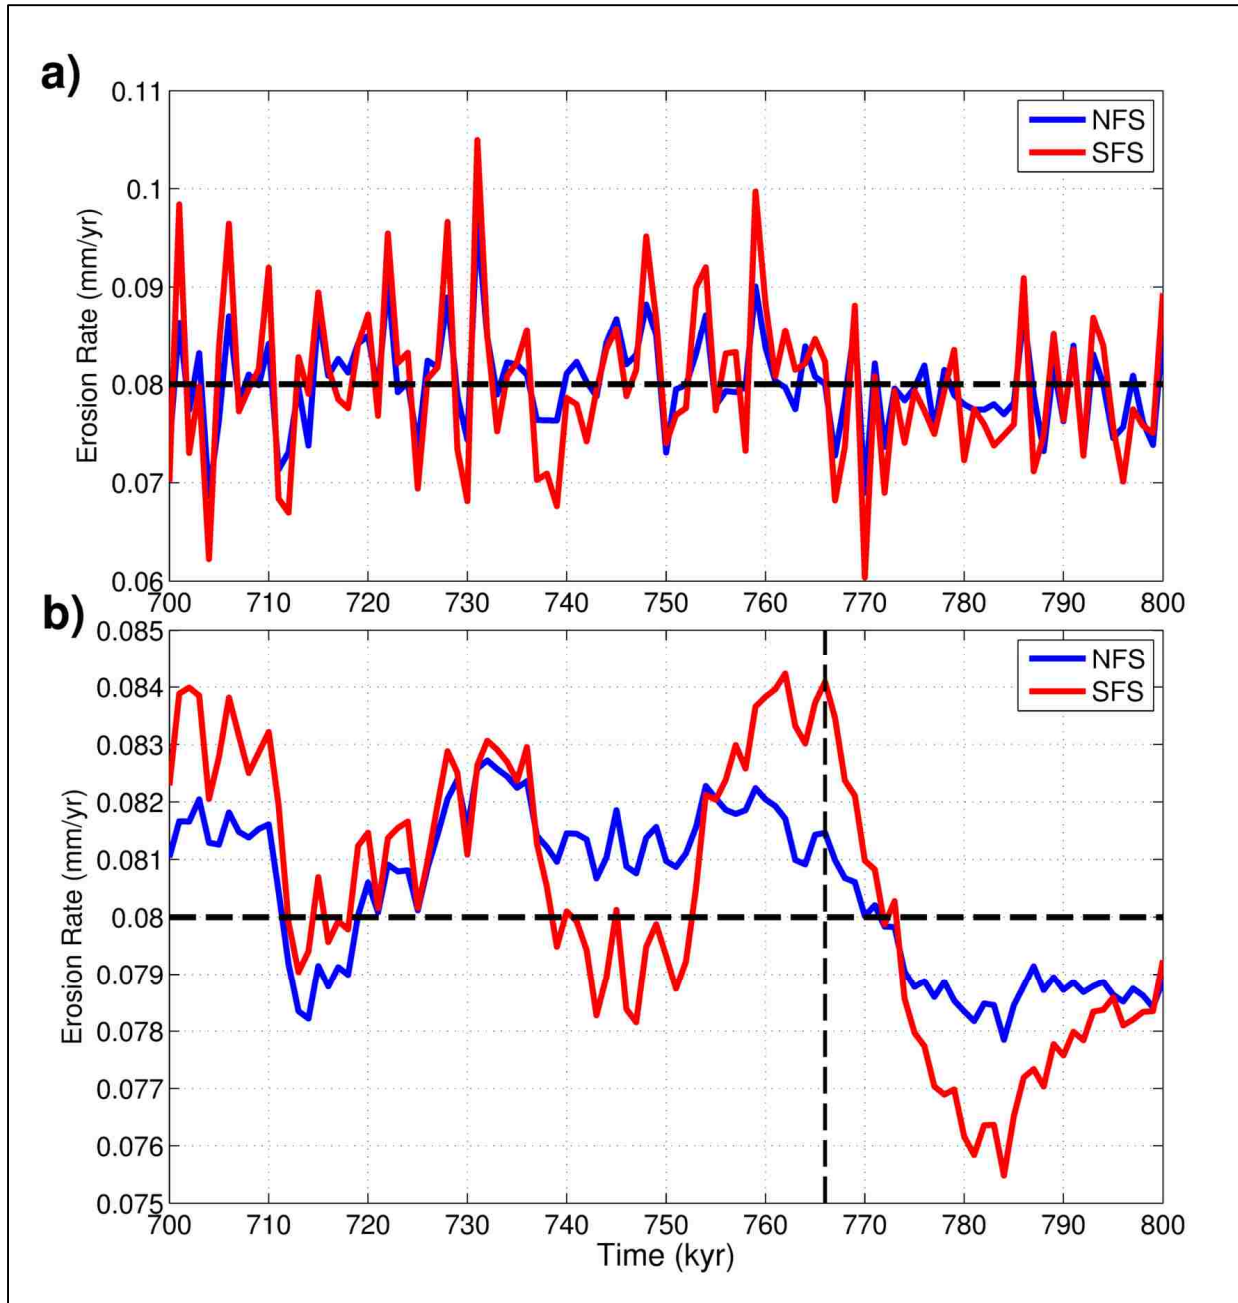 a)
0.11
0.1
0.09
0.08
0.07
0.06
Erosion Rate (mm/yr)
NFS
SFS
700 710 720 730 740 750 760 770 780 790 800
b)
0.085
0.084
0.083
0.082
0.081
0.08
0.079
0.078
0.077
0.076
0.075
Erosion Rate (mm/yr)
NFS
SFS
700 710 720 730 740 750 760 770 780 790 800
Time (kyr)